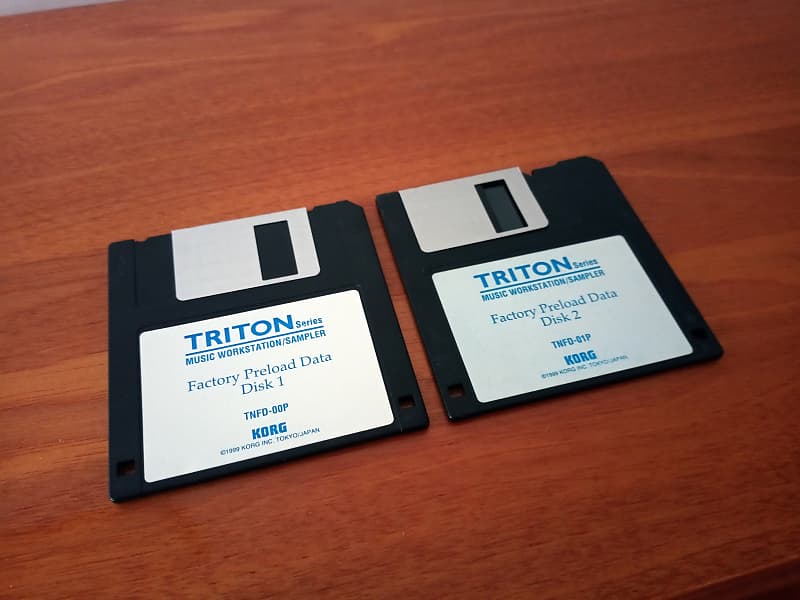 TRITON Series
MUSIC WORKSTATION/SAMPLER
Factory Preload Data
Disk 1
TNFD-00P
KORG
©1999 KORG INC. TOKYO/JAPAN
TRITON Series
MUSIC WORKSTATION/SAMPLER
Factory Preload Data
Disk 2
TNFD-01P
KORG
©1999 KORG INC. TOKYO/JAPAN